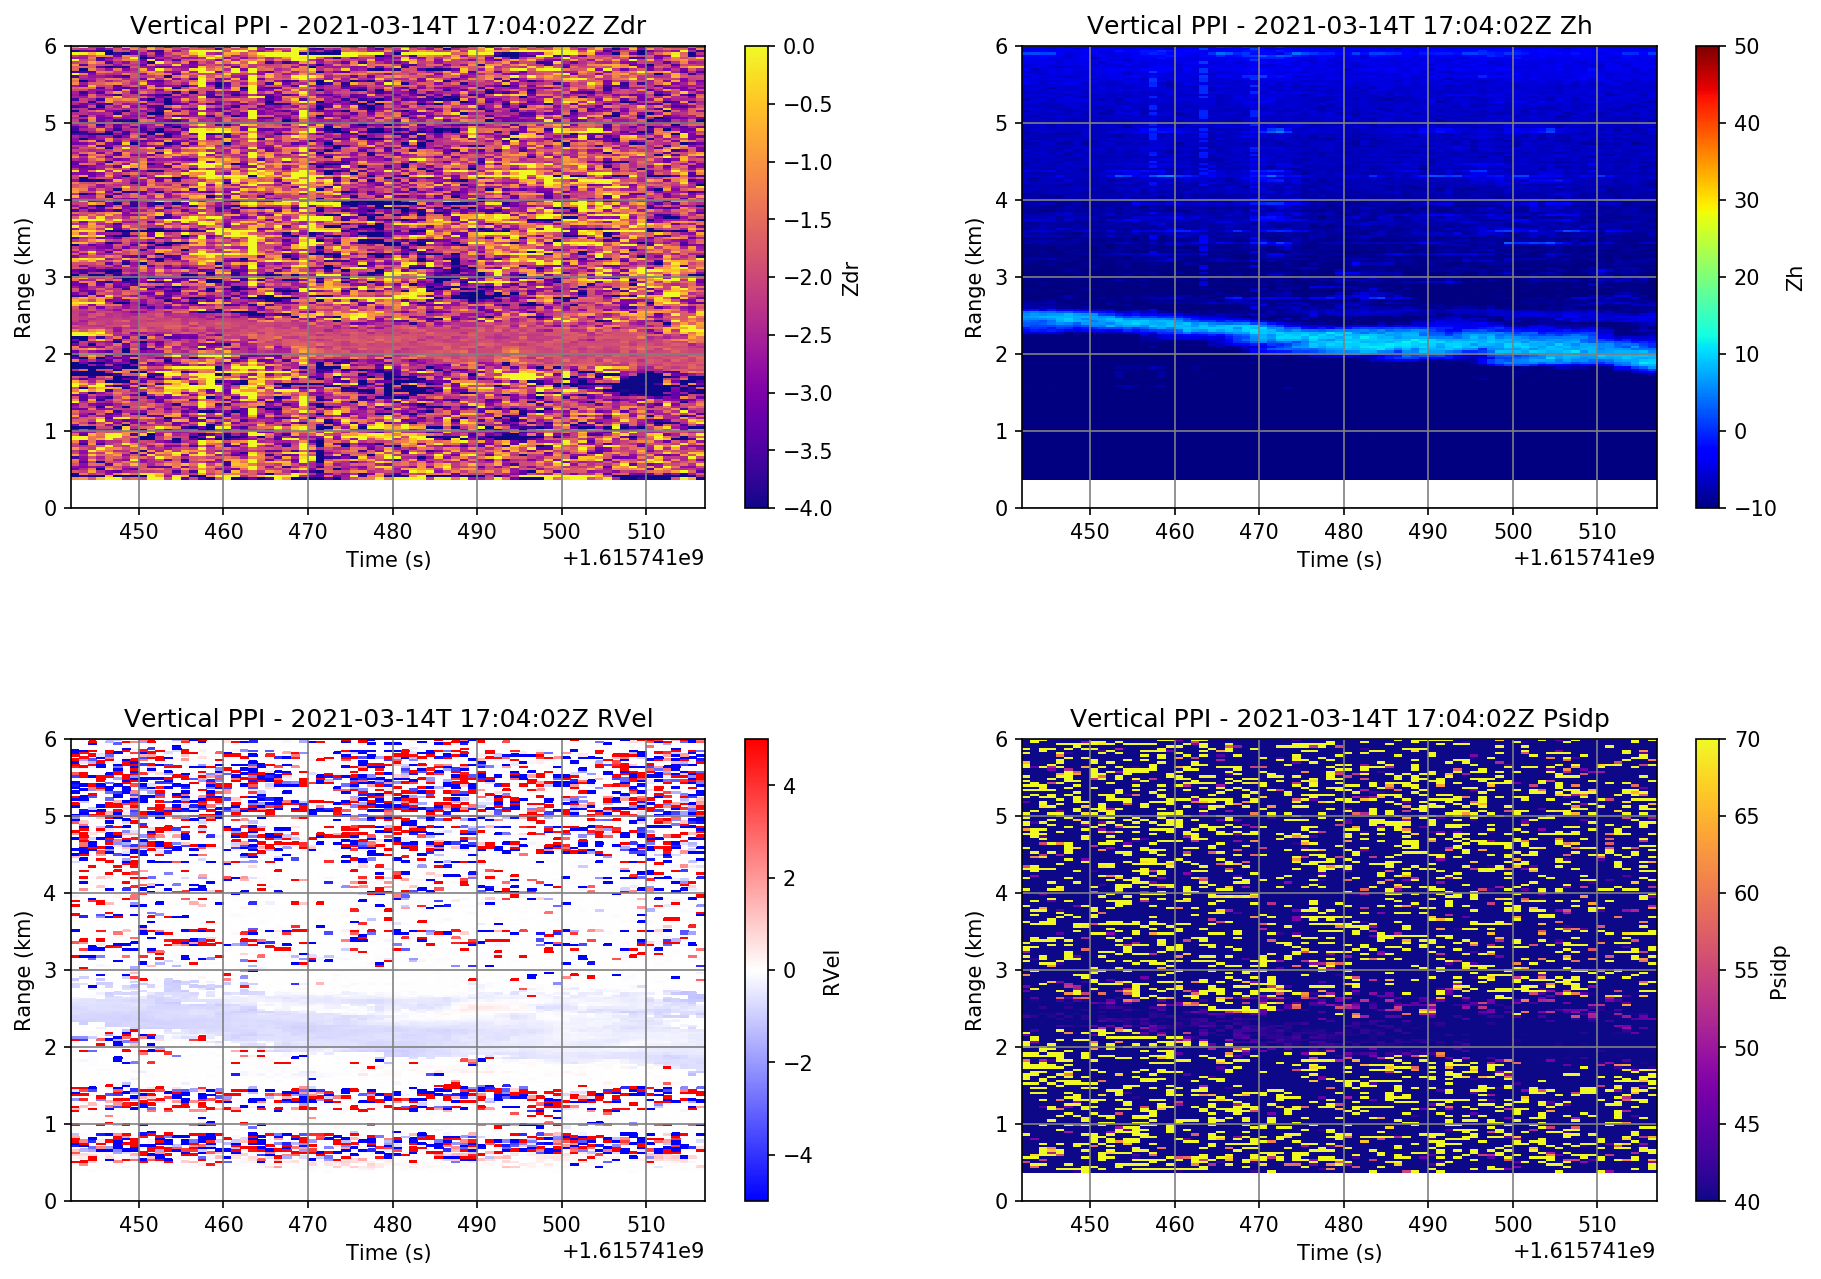 Vertical PPI - 2021-03-14T 17:04:02Z Zdr
6
5
4
3
2
1
0
Range (km)
450 460 470 480 490 500 510
Time (s)
+1.615741e9
0.0
−0.5
−1.0
−1.5
−2.0
−2.5
−3.0
−3.5
−4.0
Zdr
Vertical PPI - 2021-03-14T 17:04:02Z Zh
6
5
4
3
2
1
0
Range (km)
450 460 470 480 490 500 510
Time (s)
+1.615741e9
50
40
30
20
10
0
−10
Zh
Vertical PPI - 2021-03-14T 17:04:02Z RVel
6
5
4
3
2
1
0
Range (km)
450 460 470 480 490 500 510
Time (s)
+1.615741e9
4
2
0
−2
−4
RVel
Vertical PPI - 2021-03-14T 17:04:02Z Psidp
6
5
4
3
2
1
0
Range (km)
450 460 470 480 490 500 510
Time (s)
+1.615741e9
70
65
60
55
50
45
40
Psidp